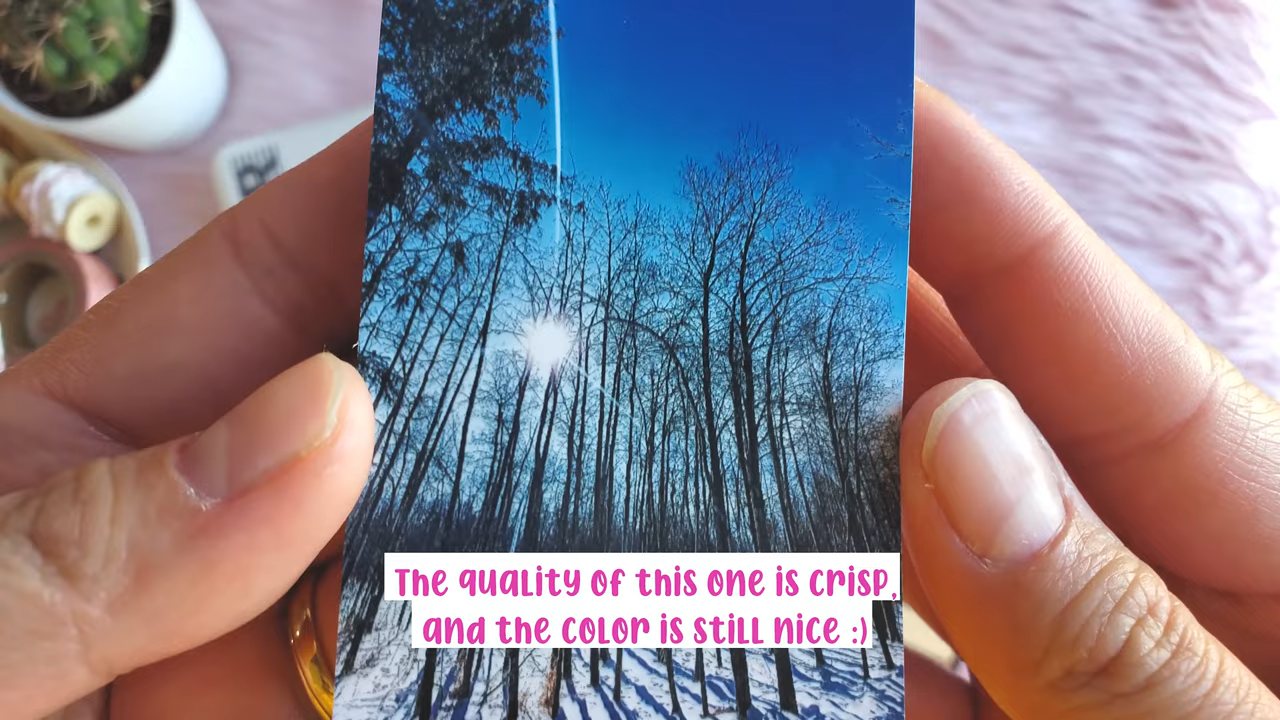 The quality of this one is crisp,
and the color is still nice :)